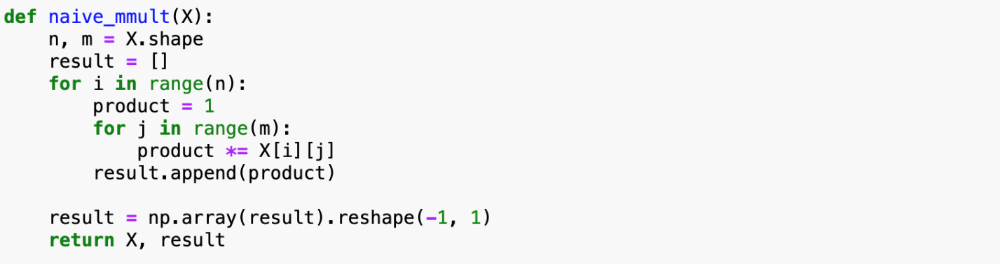 def naive_mmult(X):
    n, m = X.shape
    result = []
    for i in range(n):
        product = 1
        for j in range(m):
            product *= X[i][j]
        result.append(product)

    result = np.array(result).reshape(-1, 1)
    return X, result